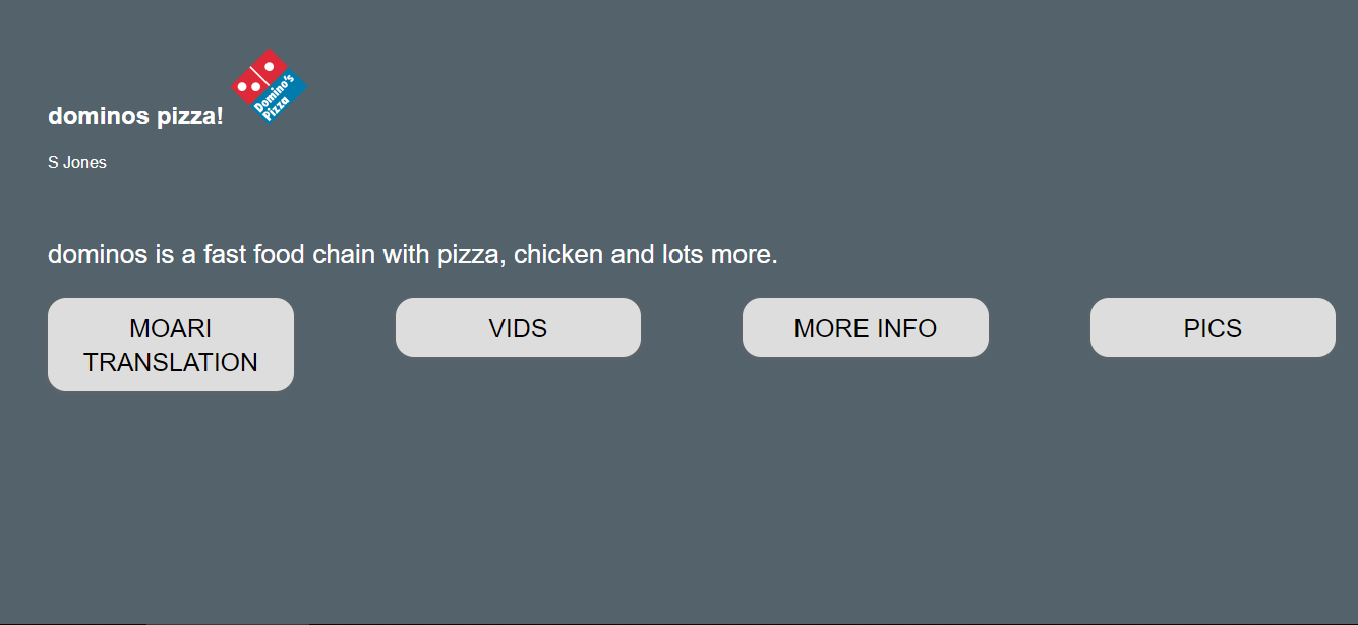 dominos pizza!
Domino's
Pizza
S Jones
dominos is a fast food chain with pizza, chicken and lots more.
MOARI
TRANSLATION
VIDS
MORE INFO
PICS